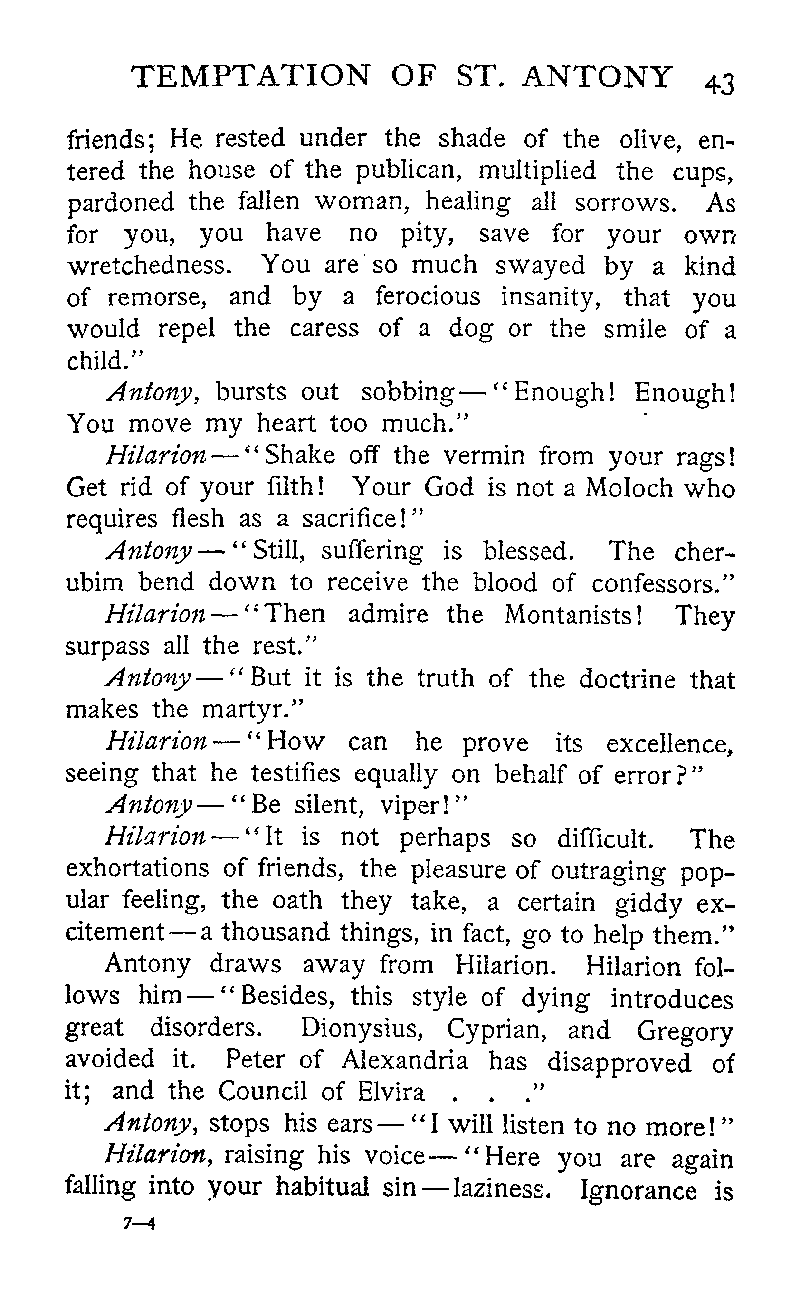 TEMPTATION OF ST. ANTONY 43
friends; He rested under the shade of the olive, en-
tered the house of the publican, multiplied the cups,
pardoned the fallen woman, healing all sorrows. As
for you, you have no pity, save for your own
wretchedness. You are so much swayed by a kind
of remorse, and by a ferocious insanity, that you
would repel the caress of a dog or the smile of a
child."
Antony, bursts out sobbing—"Enough! Enough!
You move my heart too much."
Hilarion—"Shake off the vermin from your rags!
Get rid of your filth! Your God is not a Moloch who
requires flesh as a sacrifice!"
Antony—"Still, suffering is blessed. The cher-
ubim bend down to receive the blood of confessors."
Hilarion—"Then admire the Montanists! They
surpass all the rest."
Antony—"But it is the truth of the doctrine that
makes the martyr."
Hilarion—"How can he prove its excellence,
seeing that he testifies equally on behalf of error?"
Antony—"Be silent, viper!"
Hilarion—"It is not perhaps so difficult. The
exhortations of friends, the pleasure of outraging pop-
ular feeling, the oath they take, a certain giddy ex-
citement—a thousand things, in fact, go to help them."
Antony draws away from Hilarion. Hilarion fol-
lows him—"Besides, this style of dying introduces
great disorders. Dionysius, Cyprian, and Gregory
avoided it. Peter of Alexandria has disapproved of
it; and the Council of Elvira . . ."
Antony, stops his ears—"I will listen to no more!"
Hilarion, raising his voice—"Here you are again
falling into your habitual sin—laziness. Ignorance is
7—4